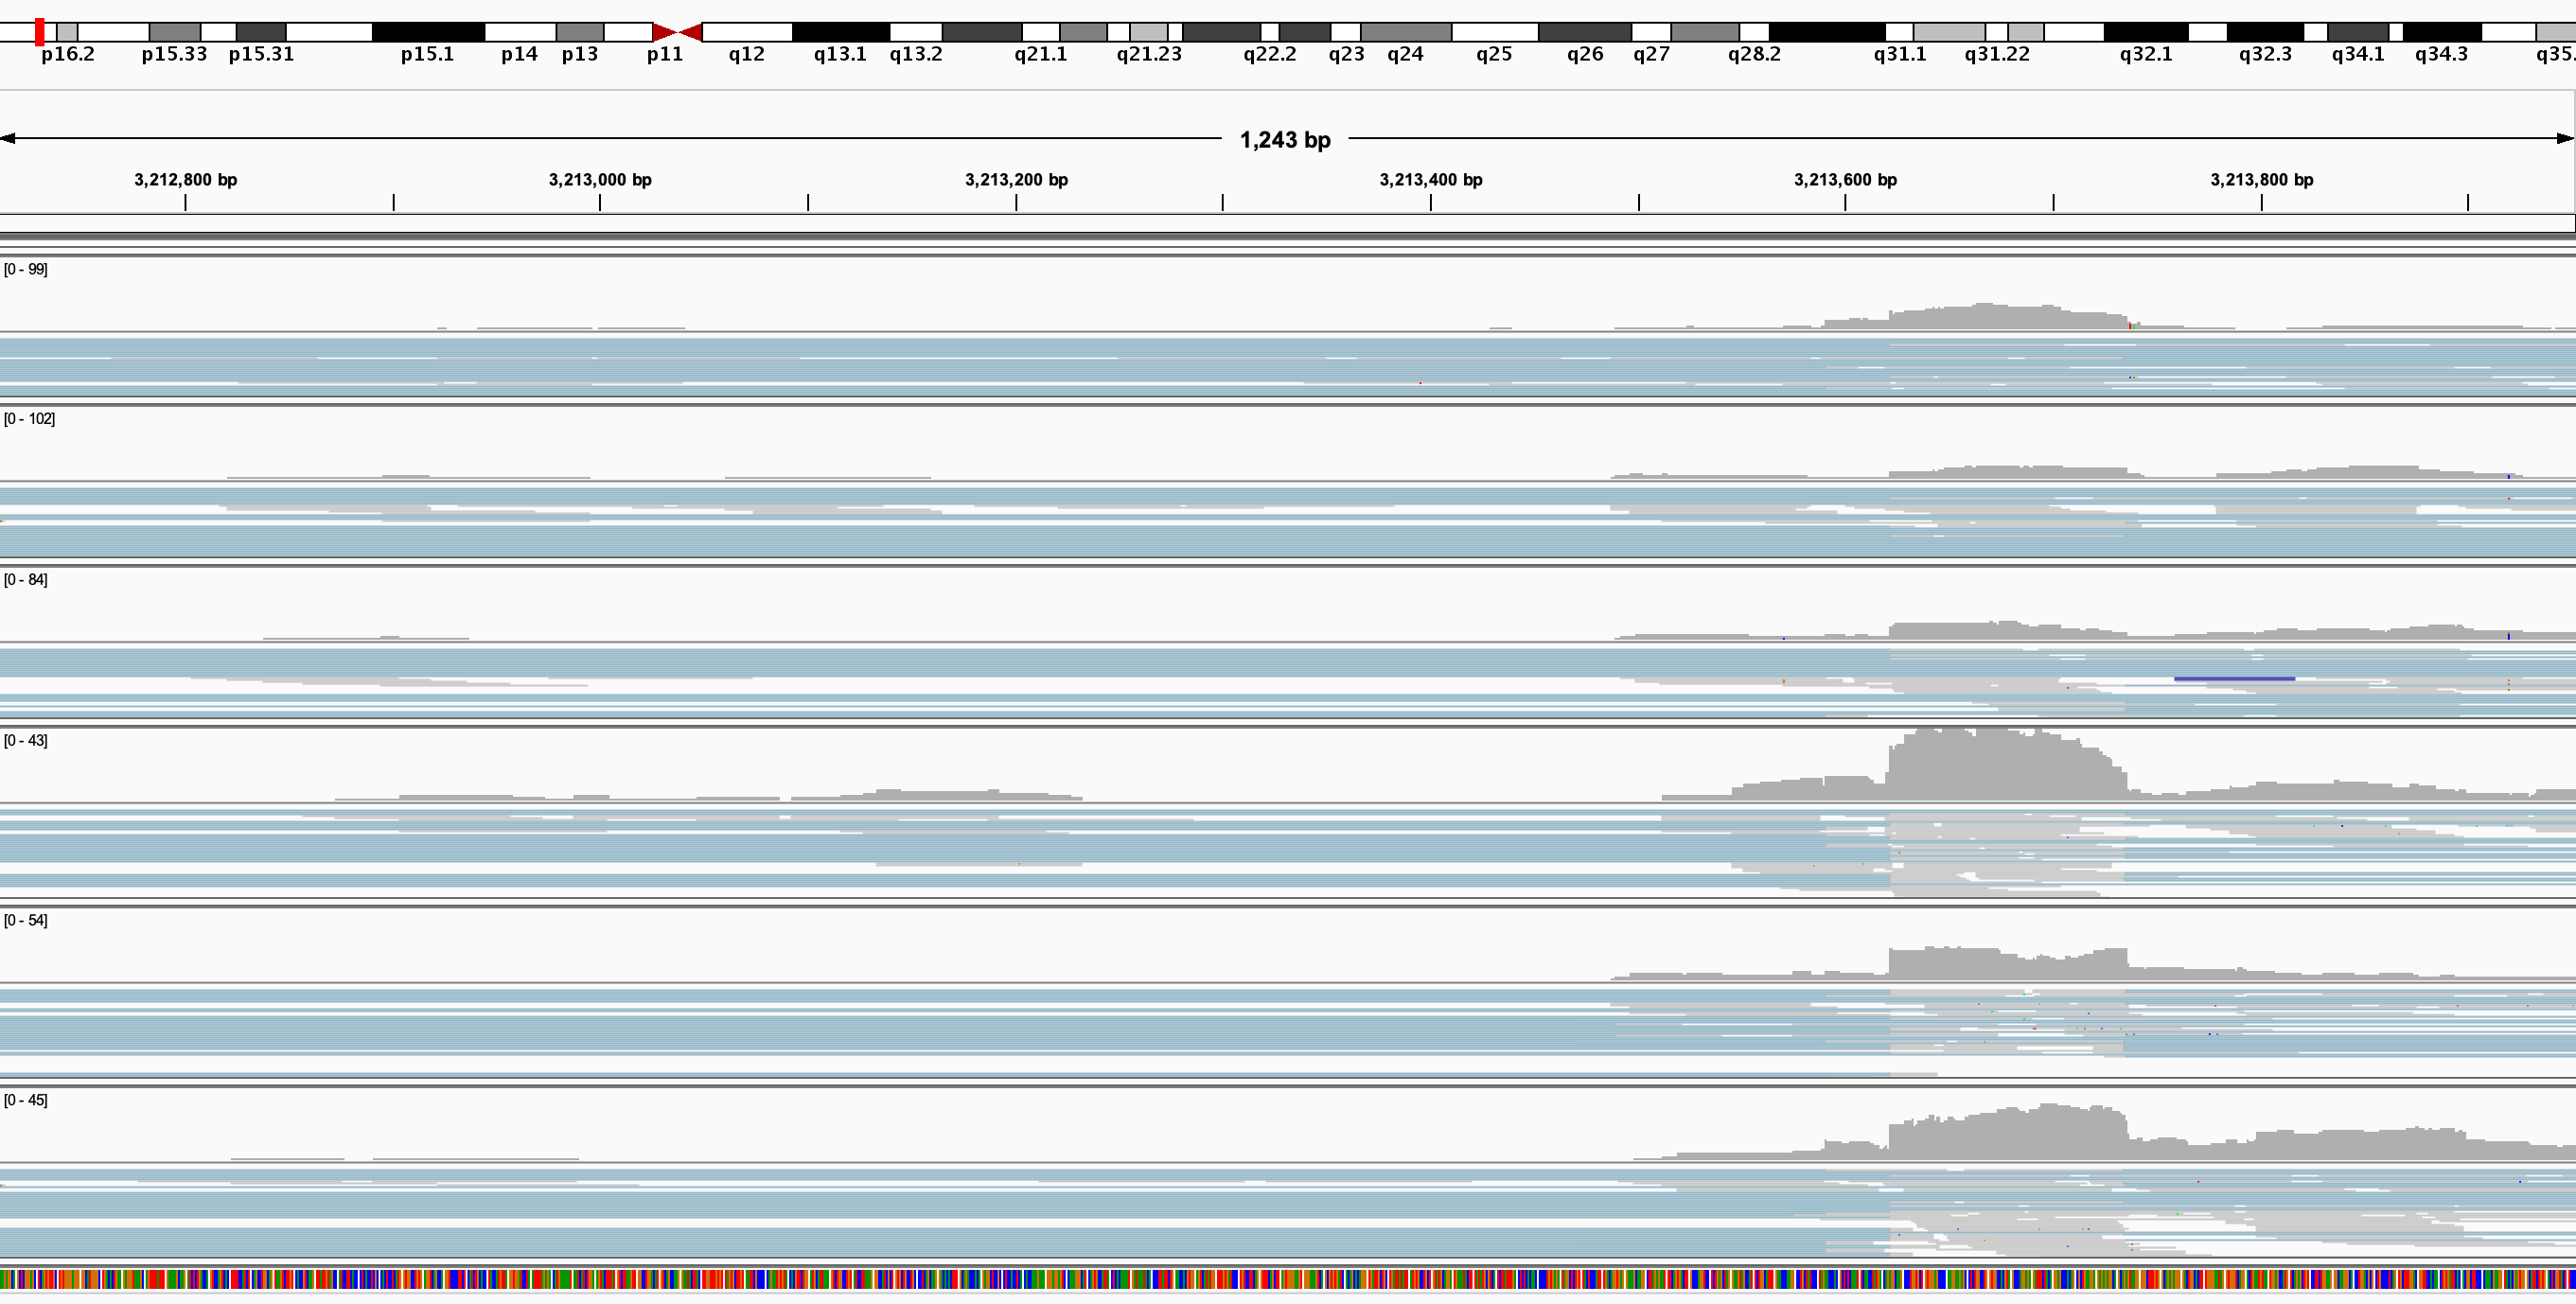 p16.2 p15.33 p15.31 p15.1 p14 p13 p11 q12 q13.1 q13.2 q21.1 q21.23 q22.2 q23 q24 q25 q26 q27 q28.2 q31.1 q31.22 q32.1 q32.3 q34.1 q34.3 q35.
1,243 bp
3,212,800 bp 3,213,000 bp 3,213,200 bp 3,213,400 bp 3,213,600 bp 3,213,800 bp
[0 - 99]
[0 - 102]
[0 - 84]
[0 - 43]
[0 - 54]
[0 - 45]